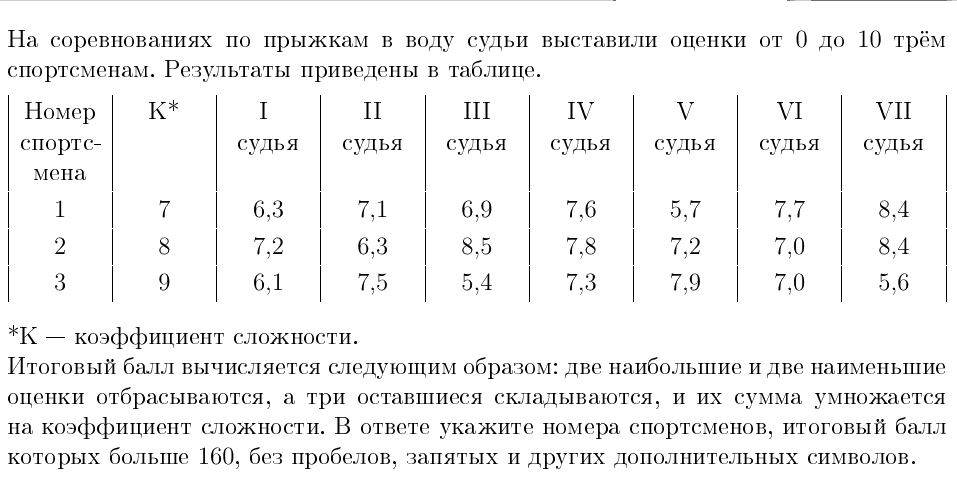 На соревнованиях по прыжкам в воду судьи выставили оценки от 0 до 10 трём
спортсменам. Результаты приведены в таблице.
Номер спортс-мена K* I судья II судья III судья IV судья V судья VI судья VII судья
1 7 6,3 7,1 6,9 7,6 5,7 7,7 8,4
2 8 7,2 6,3 8,5 7,8 7,2 7,0 8,4
3 9 6,1 7,5 5,4 7,3 7,9 7,0 5,6
*K — коэффициент сложности.
Итоговый балл вычисляется следующим образом: две наибольшие и две наименьшие
оценки отбрасываются, а три оставшиеся складываются, и их сумма умножается
на коэффициент сложности. В ответе укажите номера спортсменов, итоговый балл
которых больше 160, без пробелов, запятых и других дополнительных символов.